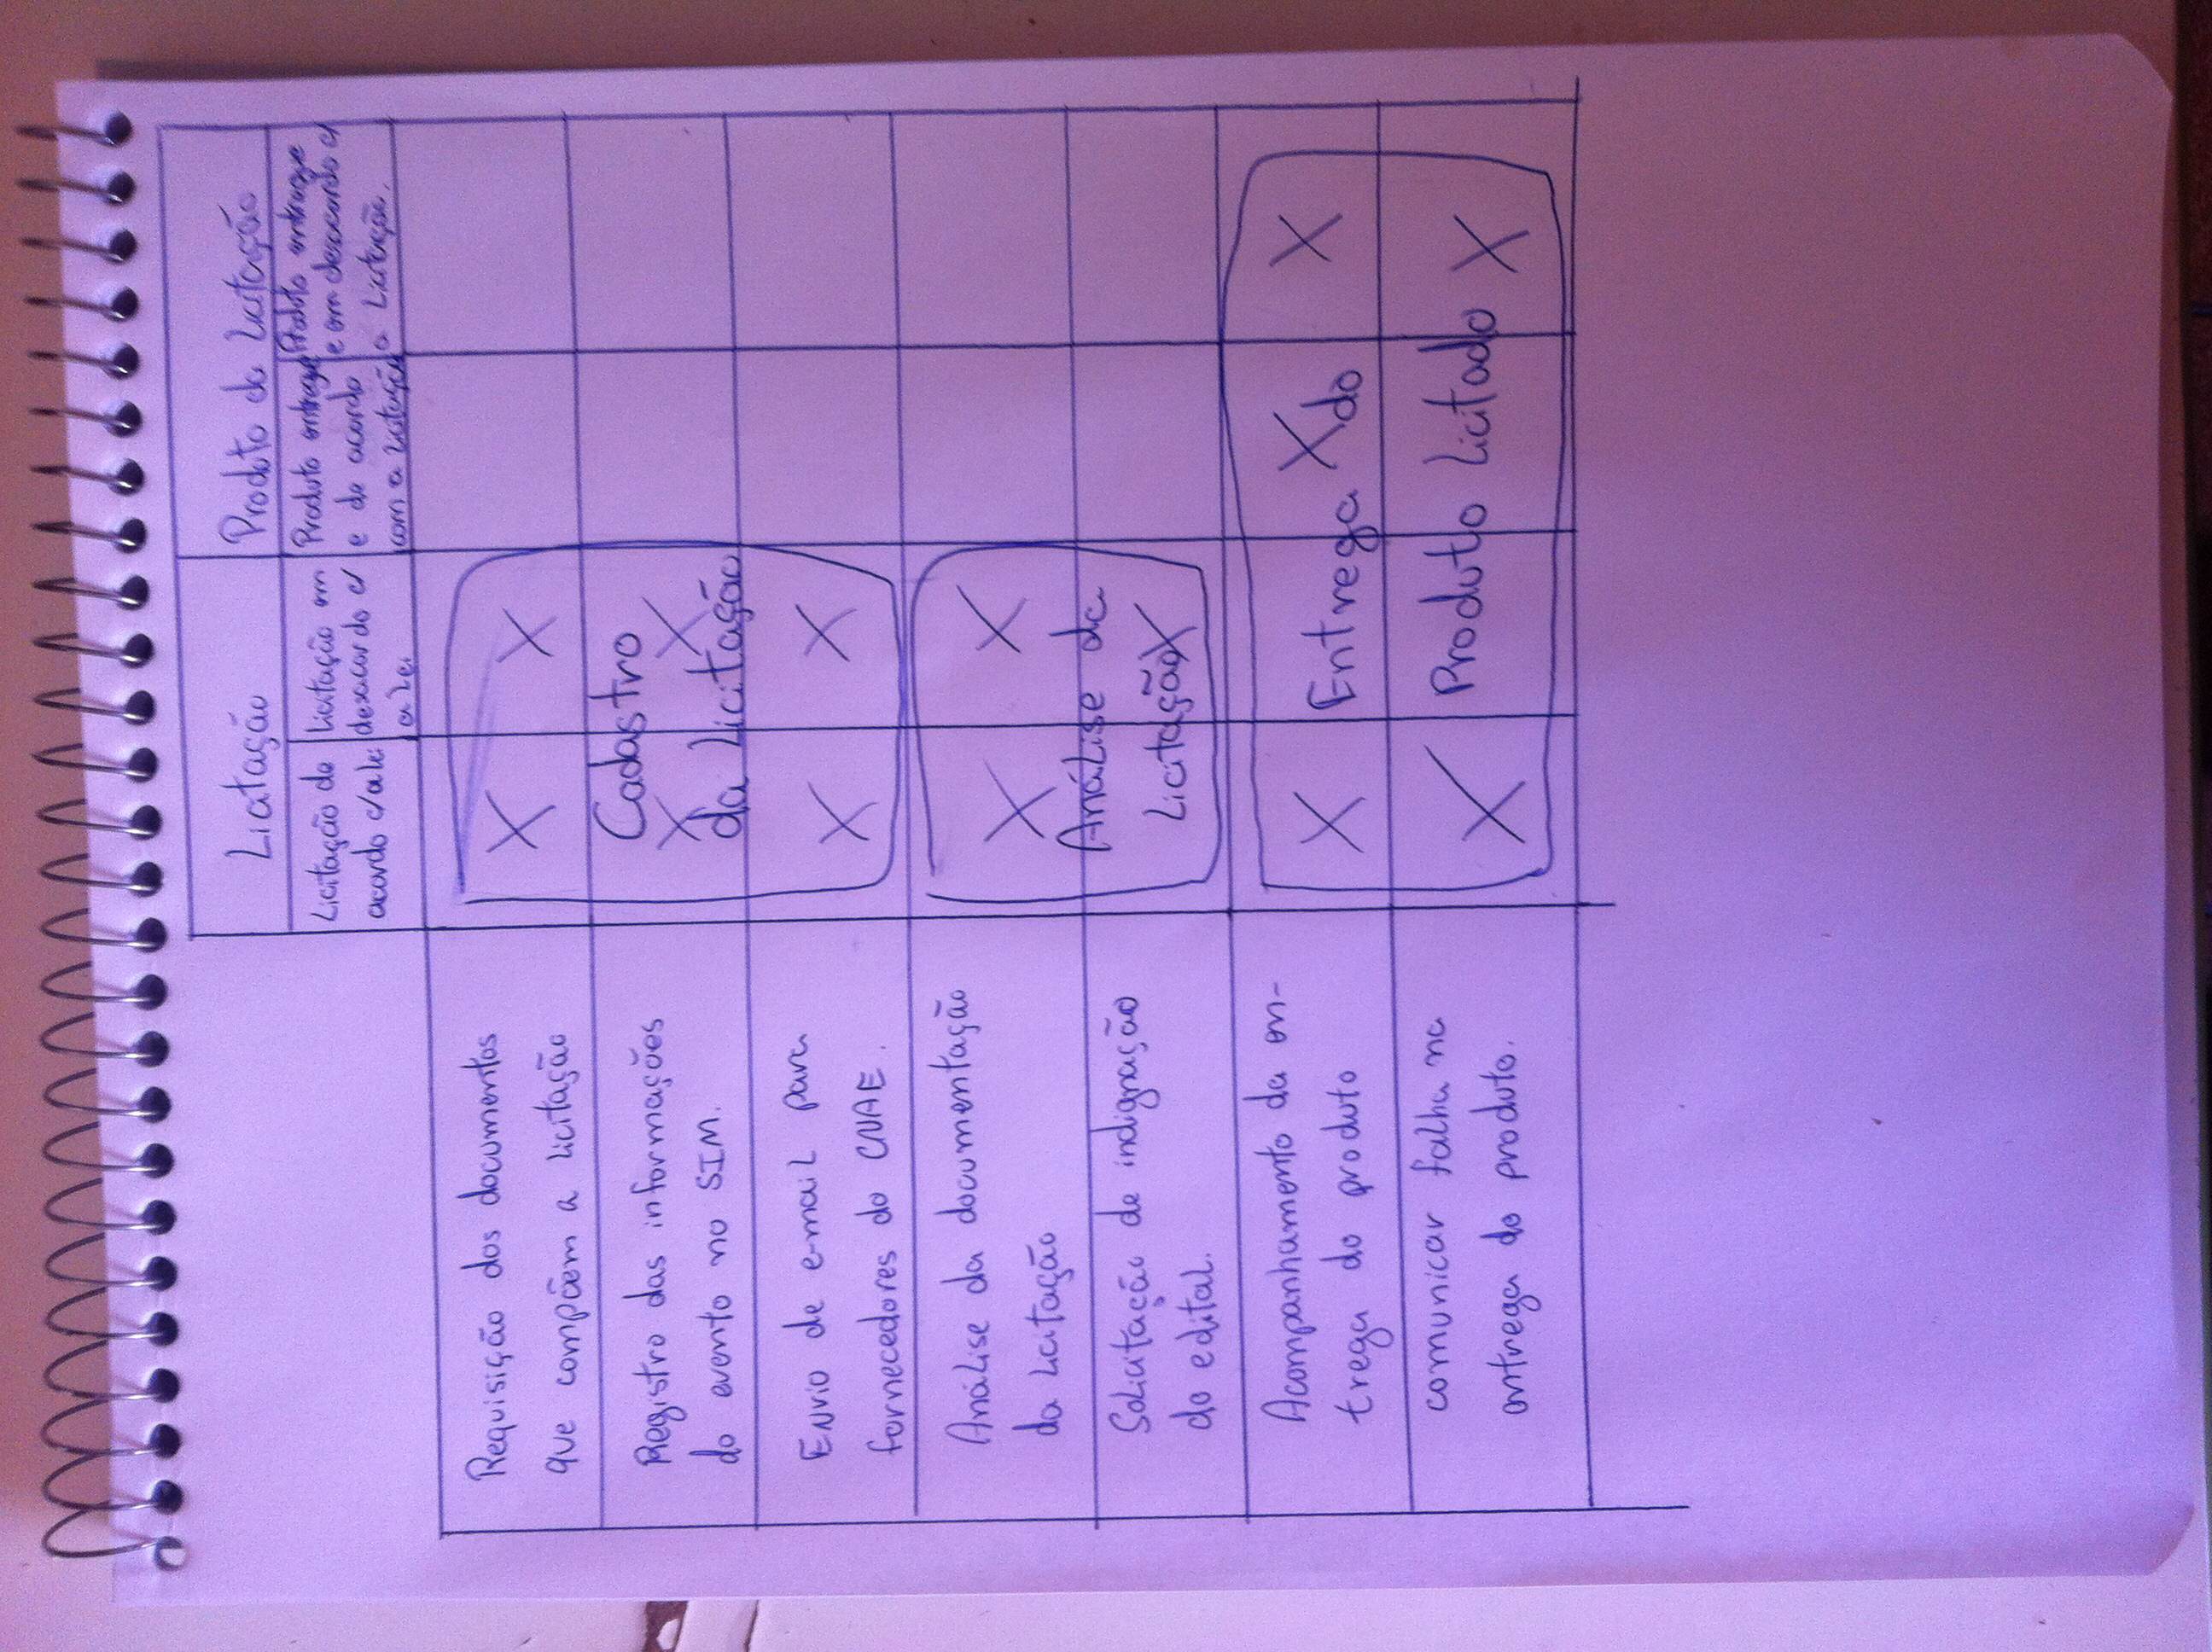 Licitação
Produto da Licitação
Licitação de
acordo c/ a lei
Licitação em
desacordo c/
a Lei
Produto entregue
e de acordo
com a Licitação
Produto entregue
e em desacordo c/
a Licitação.
Requisição dos documentos
que compõem a licitação
X X
Registro das informações
do evento no SIM.
Cadastro
X X
da Licitação
Envio de e-mail para
fornecedores do CNAE.
X X
Análise da documentação
da Licitação
X X
Solicitação de indignação
do edital.
Análise da
Licitação X
Acompanhamento da en-
trega do produto
X Entrega X do X
comunicar falha na
entrega do produto.
X Produto Licitado X